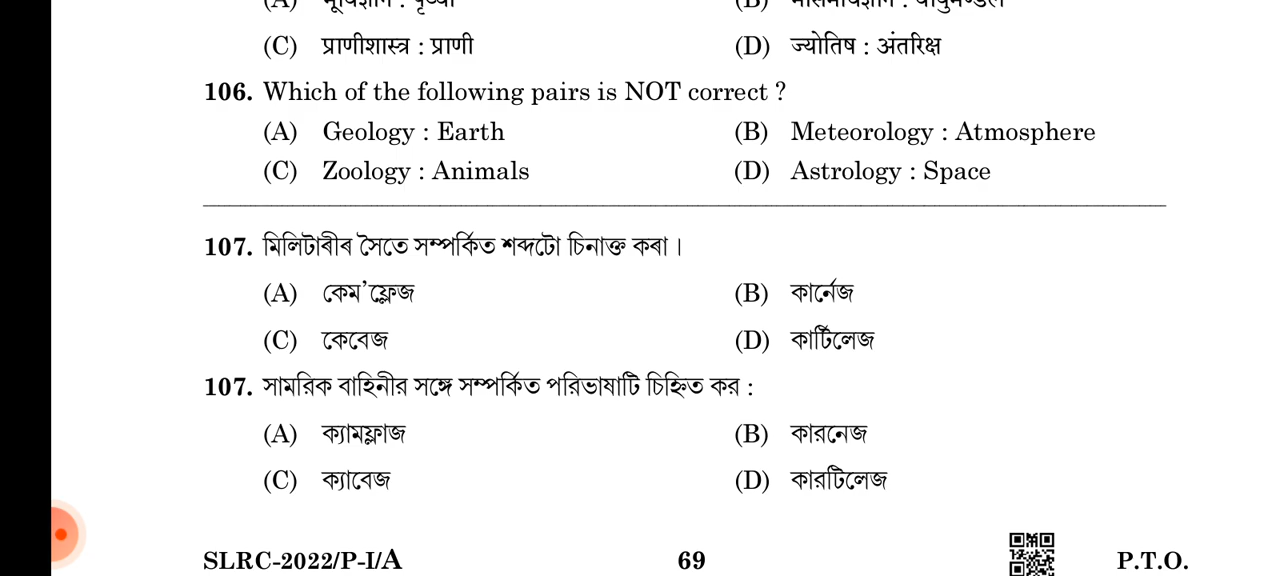 (C) प्राणीशास्त्र : प्राणी (D) ज्योतिष : अंतरिक्ष
106. Which of the following pairs is NOT correct ?
(A) Geology : Earth (B) Meteorology : Atmosphere
(C) Zoology : Animals (D) Astrology : Space
107. মিলিটাৰীৰ সৈতে সম্পৰ্কিত শব্দটো চিনাক্ত কৰা ।
(A) কেম'ফ্লেজ (B) কাৰ্নেজ
(C) কেবেজ (D) কাৰ্টিলেজ
107. সামরিক বাহিনীর সঙ্গে সম্পর্কিত পরিভাষাটি চিহ্নিত কর :
(A) ক্যামফ্লাজ (B) কারনেজ
(C) ক্যাবেজ (D) কারটিলেজ
SLRC-2022/P-I/A 69 P.T.O.